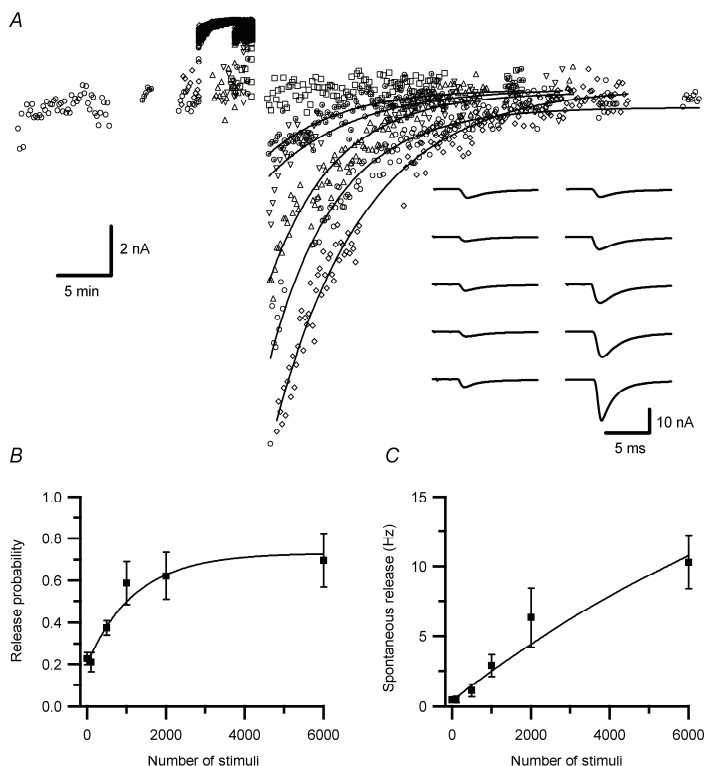 A
2 nA
5 min
10 nA
5 ms
B
C
Release probability
1.0
0.8
0.6
0.4
0.2
0.0
0
2000
4000
6000
Number of stimuli
Spontaneous release (Hz)
15
10
5
0
0
2000
4000
6000
Number of stimuli